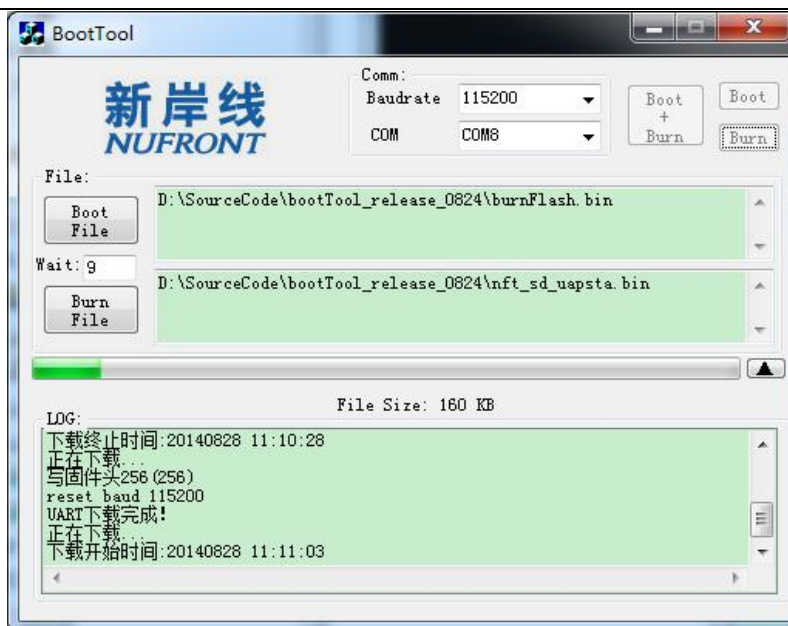 BootTool
新岸线
NUFRONT
Comm:
Baudrate 115200
COM COM8
Boot
+
Burn
Boot
Burn
File:
Boot
File
D:\SourceCode\bootTool_release_0824\burnFlash.bin
Wait: 9
Burn
File
D:\SourceCode\bootTool_release_0824\nft_sd_uapsta.bin
File Size: 160 KB
LOG:
下载终止时间:20140828 11:10:28
正在下载...
写固件头256(256)
reset baud 115200
UART下载完成!
正在下载...
下载开始时间:20140828 11:11:03